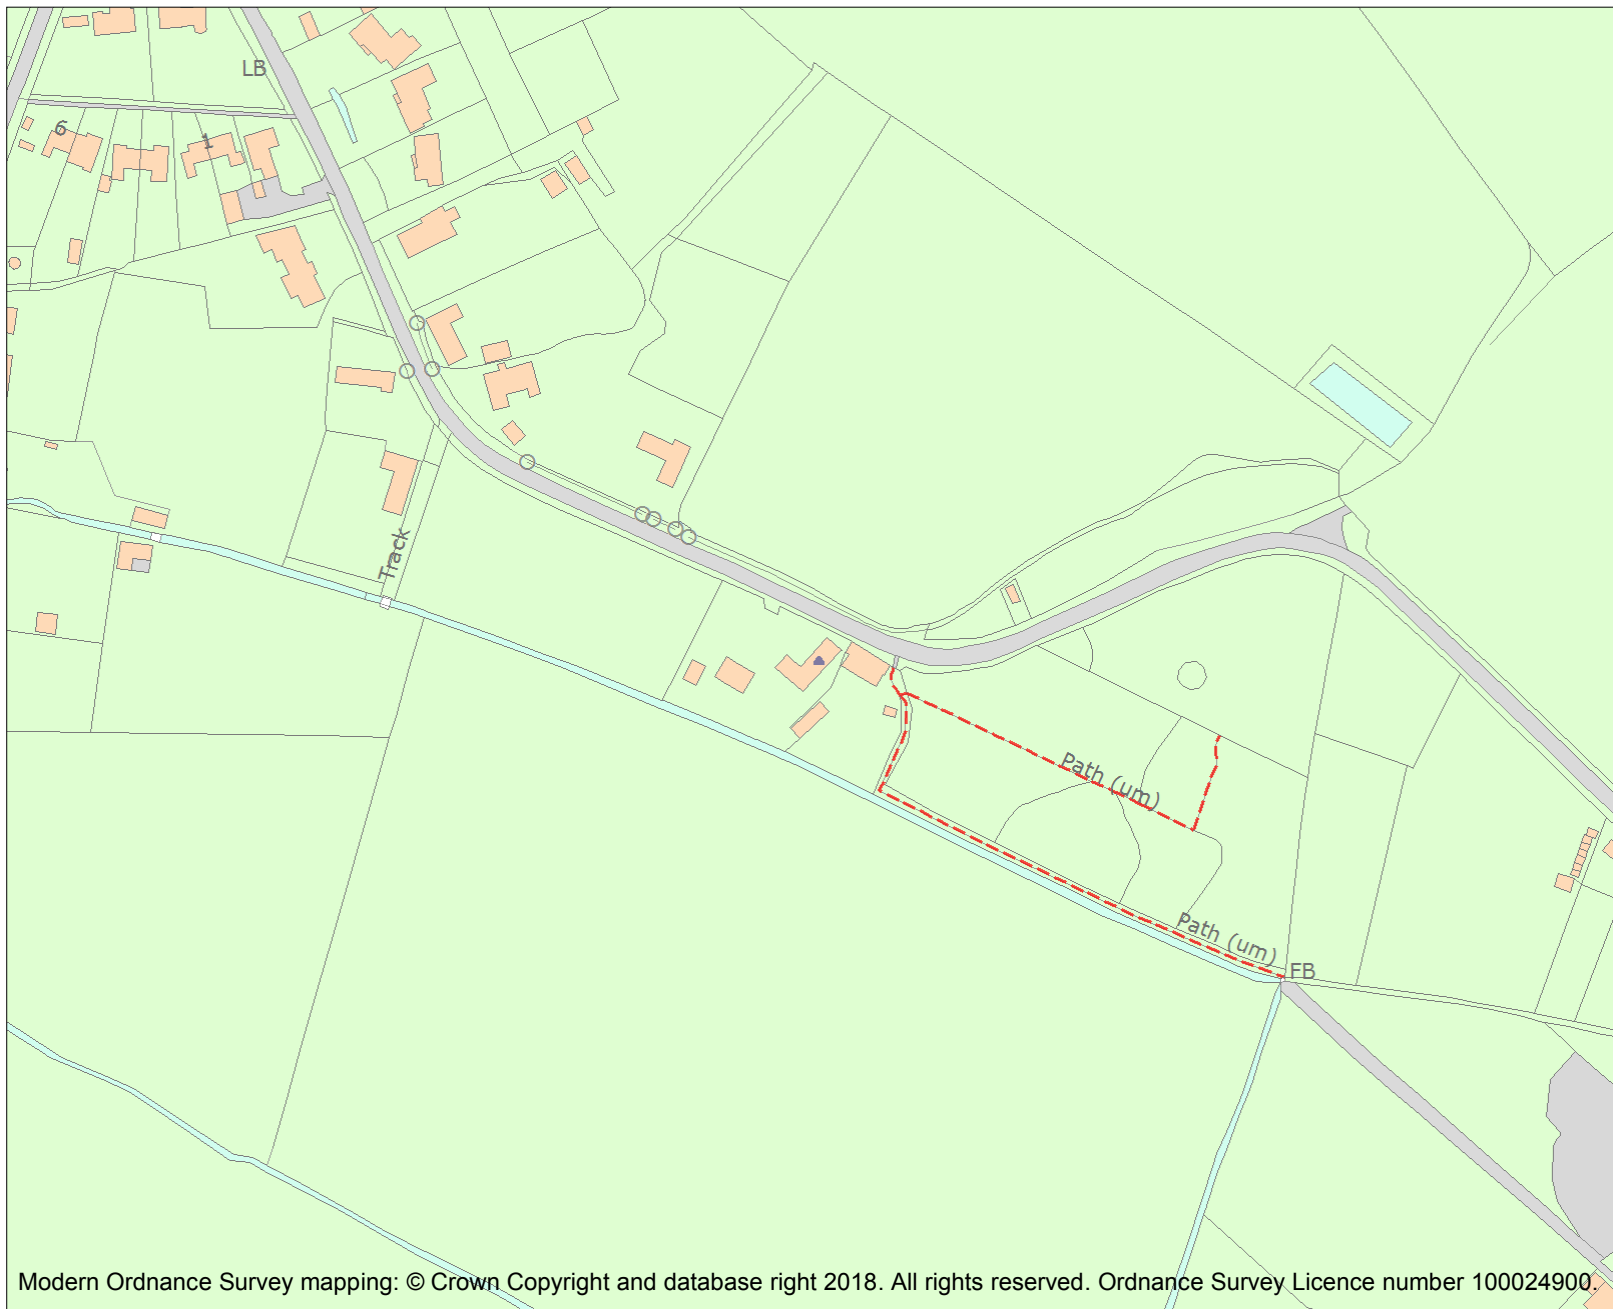 LB
6
1
Track
Path (um)
Path (um)
FB
Modern Ordnance Survey mapping: © Crown Copyright and database right 2018. All rights reserved. Ordnance Survey Licence number 100024900.